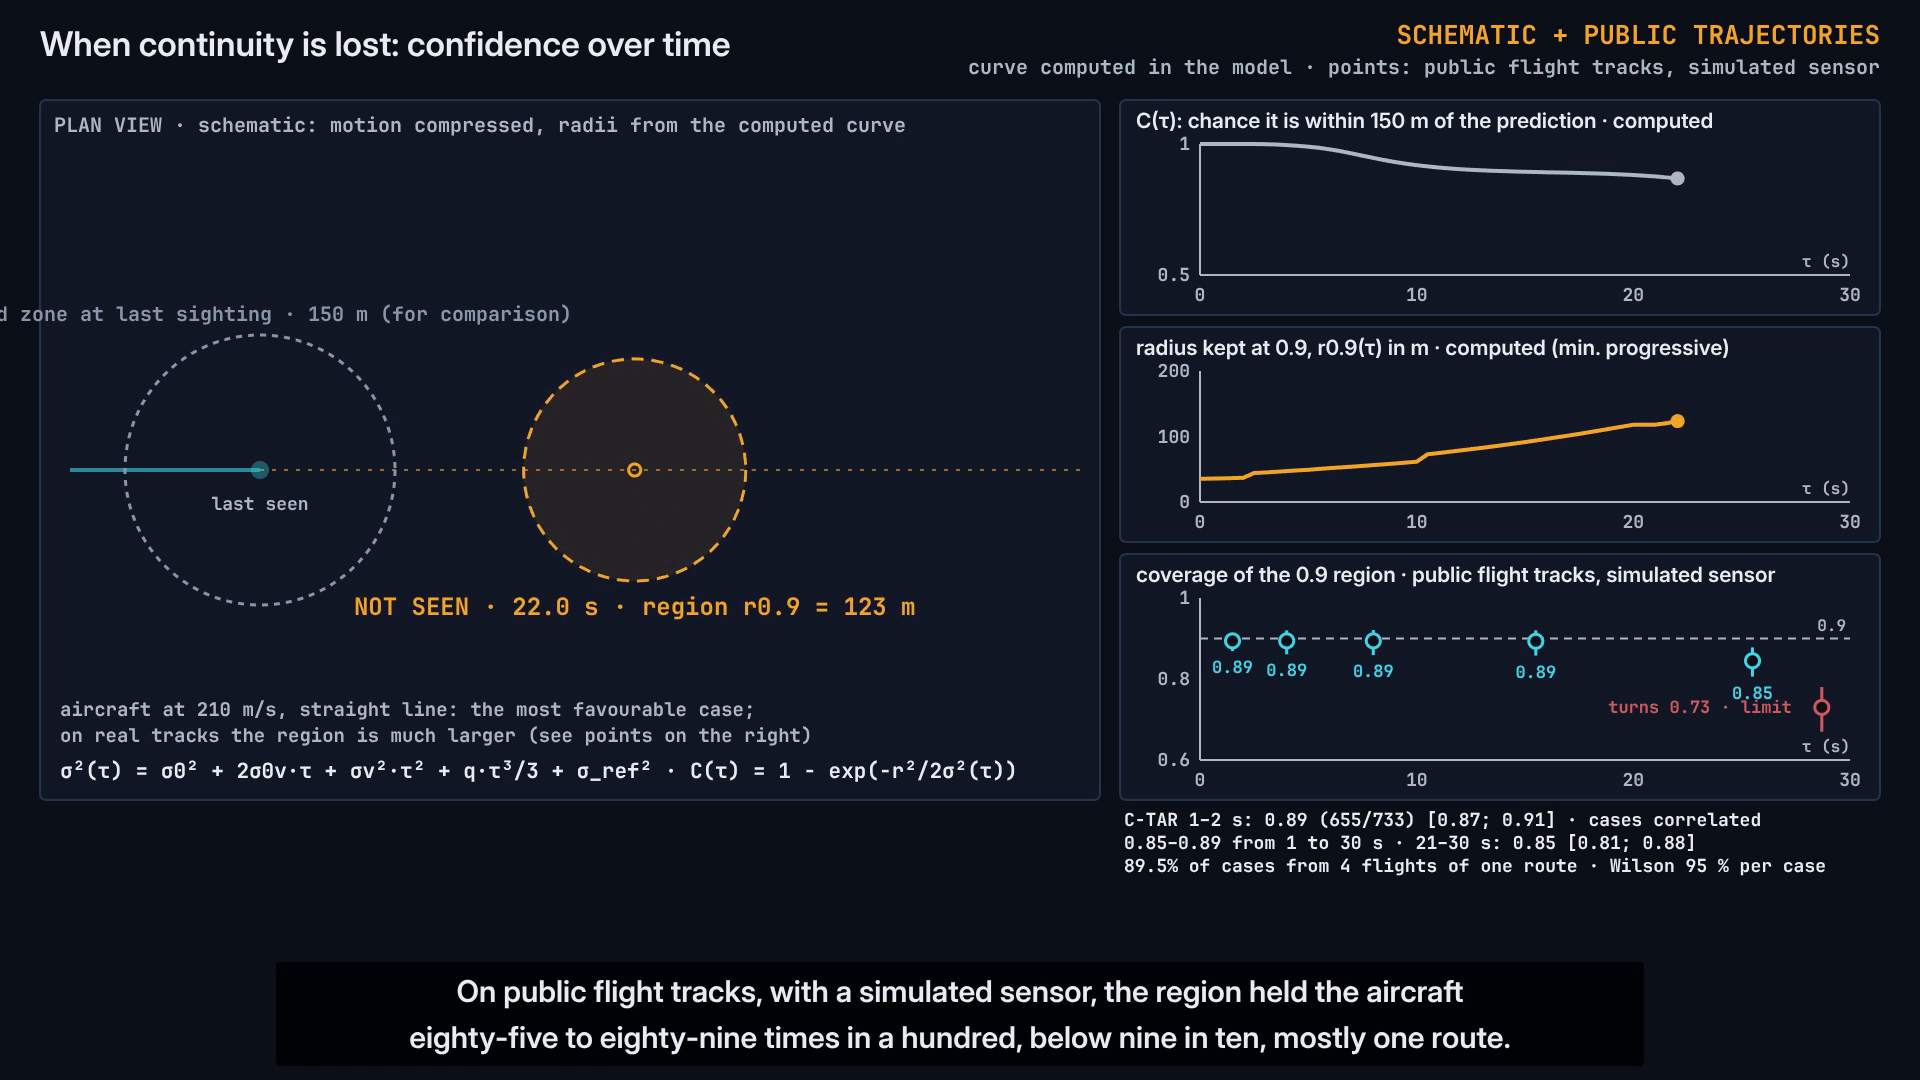 When continuity is lost: confidence over time
SCHEMATIC + PUBLIC TRAJECTORIES
curve computed in the model · points: public flight tracks, simulated sensor
PLAN VIEW · schematic: motion compressed, radii from the computed curve
zone at last sighting · 150 m (for comparison)
last seen
NOT SEEN · 22.0 s · region r0.9 = 123 m
aircraft at 210 m/s, straight line: the most favourable case;
on real tracks the region is much larger (see points on the right)
σ²(τ) = σ0² + 2σ0v·τ + σv²·τ² + q·τ³/3 + σ_ref² · C(τ) = 1 - exp(-r²/2σ²(τ))
C(τ): chance it is within 150 m of the prediction · computed
1
0.5
τ (s)
0 10 20 30
radius kept at 0.9, r0.9(τ) in m · computed (min. progressive)
200
100
0
τ (s)
0 10 20 30
coverage of the 0.9 region · public flight tracks, simulated sensor
1
0.9
0.89 0.89 0.89 0.89
0.8
0.85
turns 0.73 · limit
τ (s)
0.6
0 10 20 30
C-TAR 1–2 s: 0.89 (655/733) [0.87; 0.91] · cases correlated
0.85–0.89 from 1 to 30 s · 21–30 s: 0.85 [0.81; 0.88]
89.5% of cases from 4 flights of one route · Wilson 95 % per case
On public flight tracks, with a simulated sensor, the region held the aircraft
eighty-five to eighty-nine times in a hundred, below nine in ten, mostly one route.